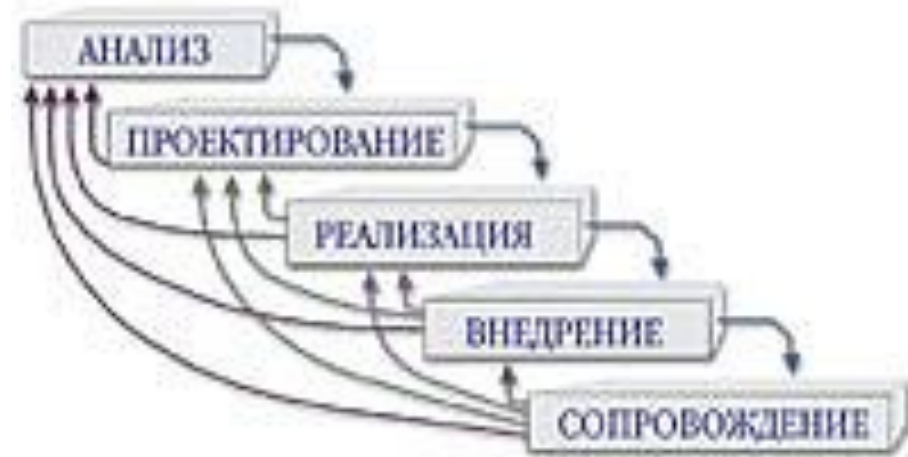 АНАЛИЗ
ПРОЕКТИРОВАНИЕ
РЕАЛИЗАЦИЯ
ВНЕДРЕНИЕ
СОПРОВОЖДЕНИЕ